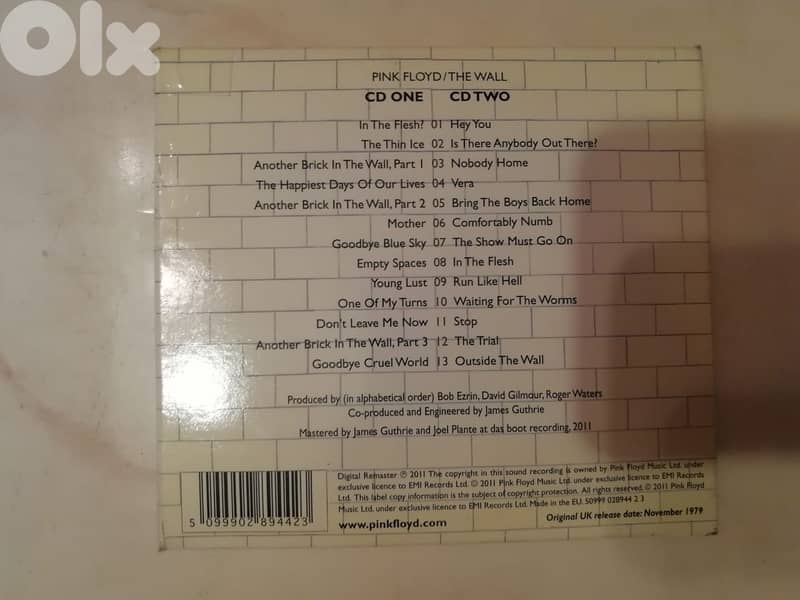 Olx
PINK FLOYD/THE WALL
CD ONE CD TWO
In The Flesh? 01 Hey You
The Thin Ice 02 Is There Anybody Out There?
Another Brick In The Wall, Part 1 03 Nobody Home
The Happiest Days Of Our Lives 04 Vera
Another Brick In The Wall, Part 2 05 Bring The Boys Back Home
Mother 06 Comfortably Numb
Goodbye Blue Sky 07 The Show Must Go On
Empty Spaces 08 In The Flesh
Young Lust 09 Run Like Hell
One Of My Turns 10 Waiting For The Worms
Don't Leave Me Now 11 Stop
Another Brick In The Wall, Part 3 12 The Trial
Goodbye Cruel World 13 Outside The Wall
Produced by (in alphabetical order) Bob Ezrin, David Gilmour, Roger Waters
Co-produced and Engineered by James Guthrie
Mastered by James Guthrie and Joel Plante at das boot recording, 2011
Digital Remaster ℗ 2011 The copyright in this sound recording is owned by Pink Floyd Music Ltd. under
exclusive licence to EMI Records Ltd. © 2011 Pink Floyd Music Ltd. under exclusive licence to EMI Records
Ltd. This label copy information is the subject of copyright protection. All rights reserved. © 2011 Pink Floyd
Music Ltd. under exclusive licence to EMI Records Ltd. Made in the EU. 50999 028944 2 3
5 099902 894423
www.pinkfloyd.com
Original UK release date: November 1979